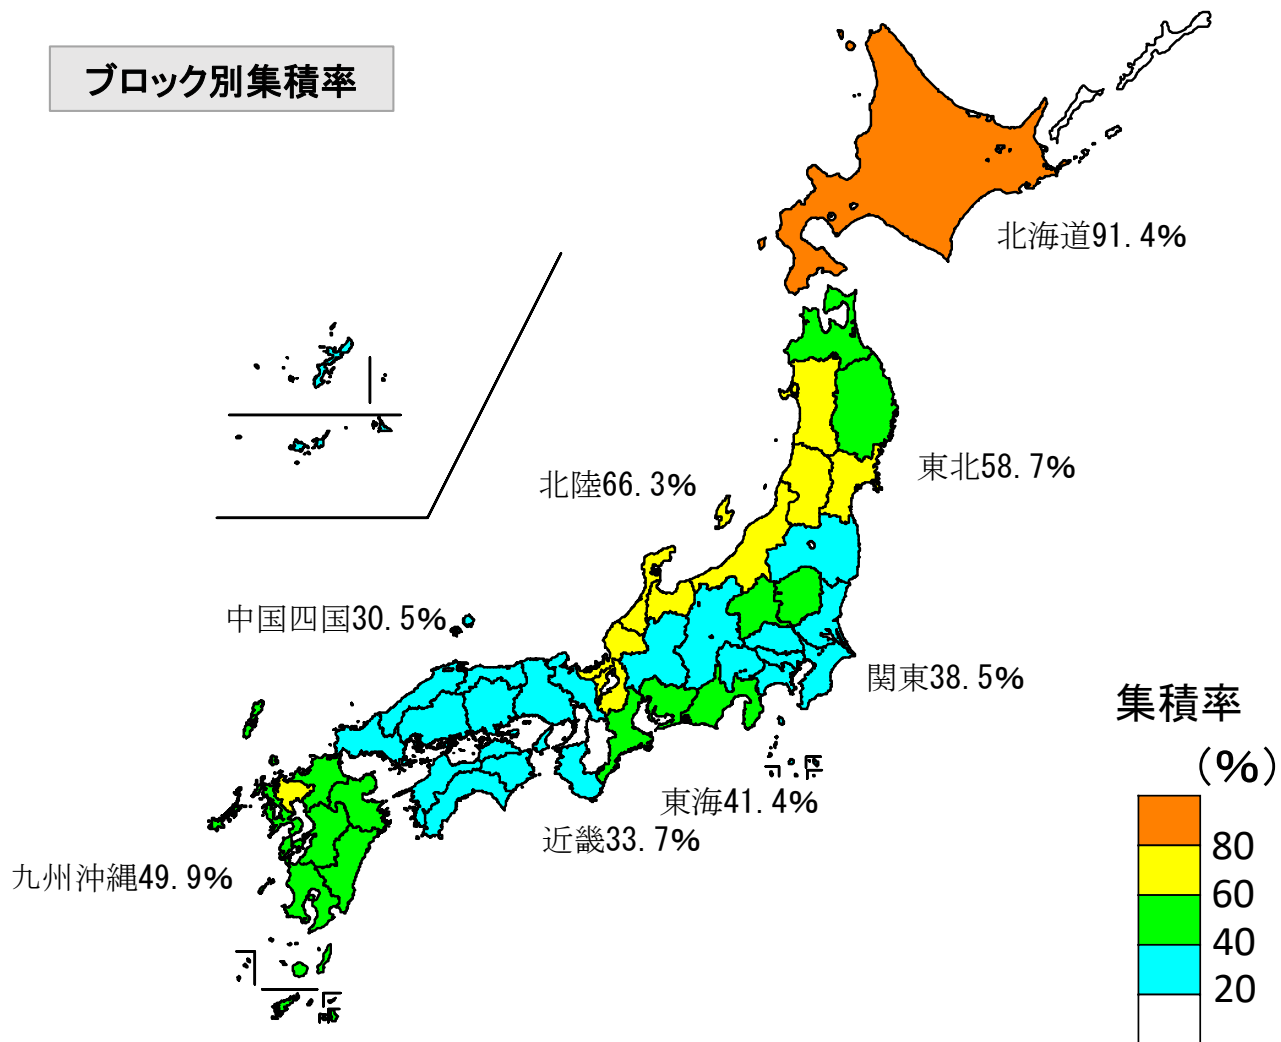 ブロック別集積率
北海道91.4%
東北58.7%
北陸66.3%
中国四国30.5%
関東38.5%
東海41.4%
近畿33.7%
九州沖縄49.9%
集積率
(%)
80
60
40
20